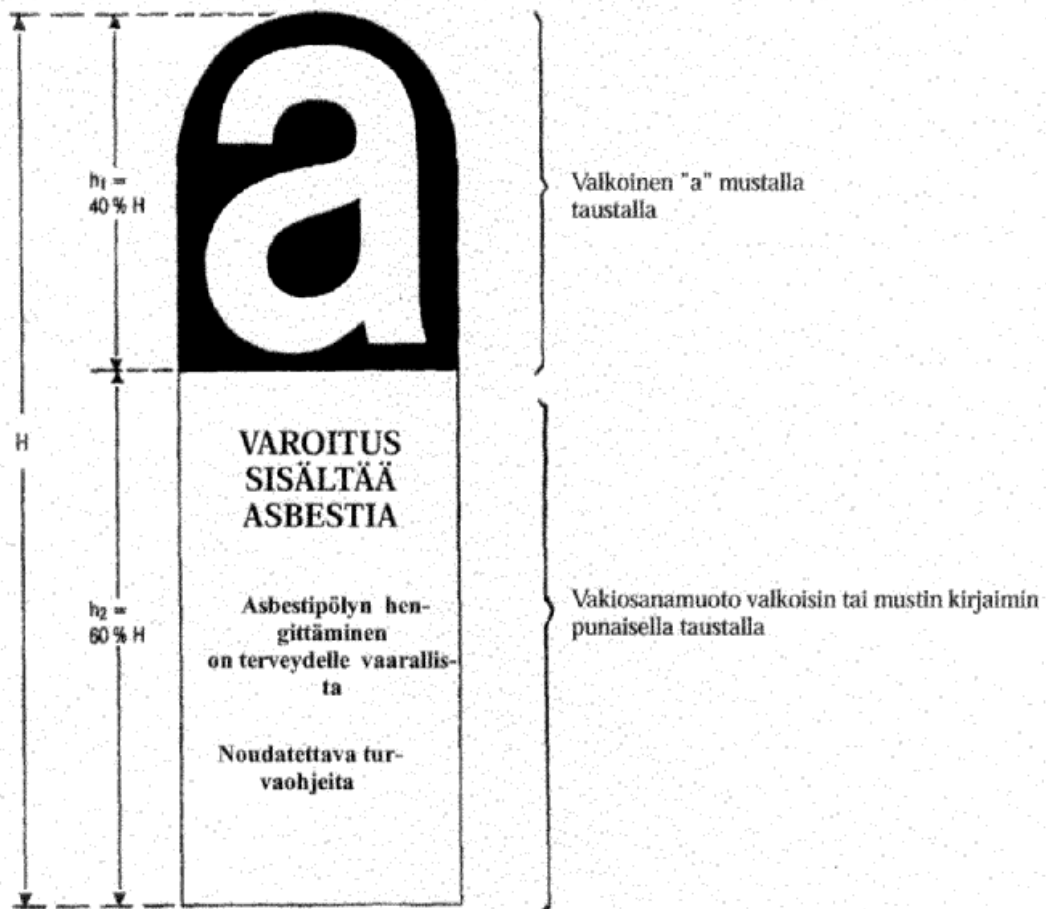 a
h₁ =
40 % H
Valkoinen "a" mustalla
taustalla
H
VAROITUS
SISÄLTÄÄ
ASBESTIA
h₂ =
60 % H
Asbestipölyn hen-
gittäminen
on terveydelle vaarallis-
ta
Noudatettava tur-
vaohjeita
Vakiosanamuoto valkoisin tai mustin kirjaimin
punaisella taustalla